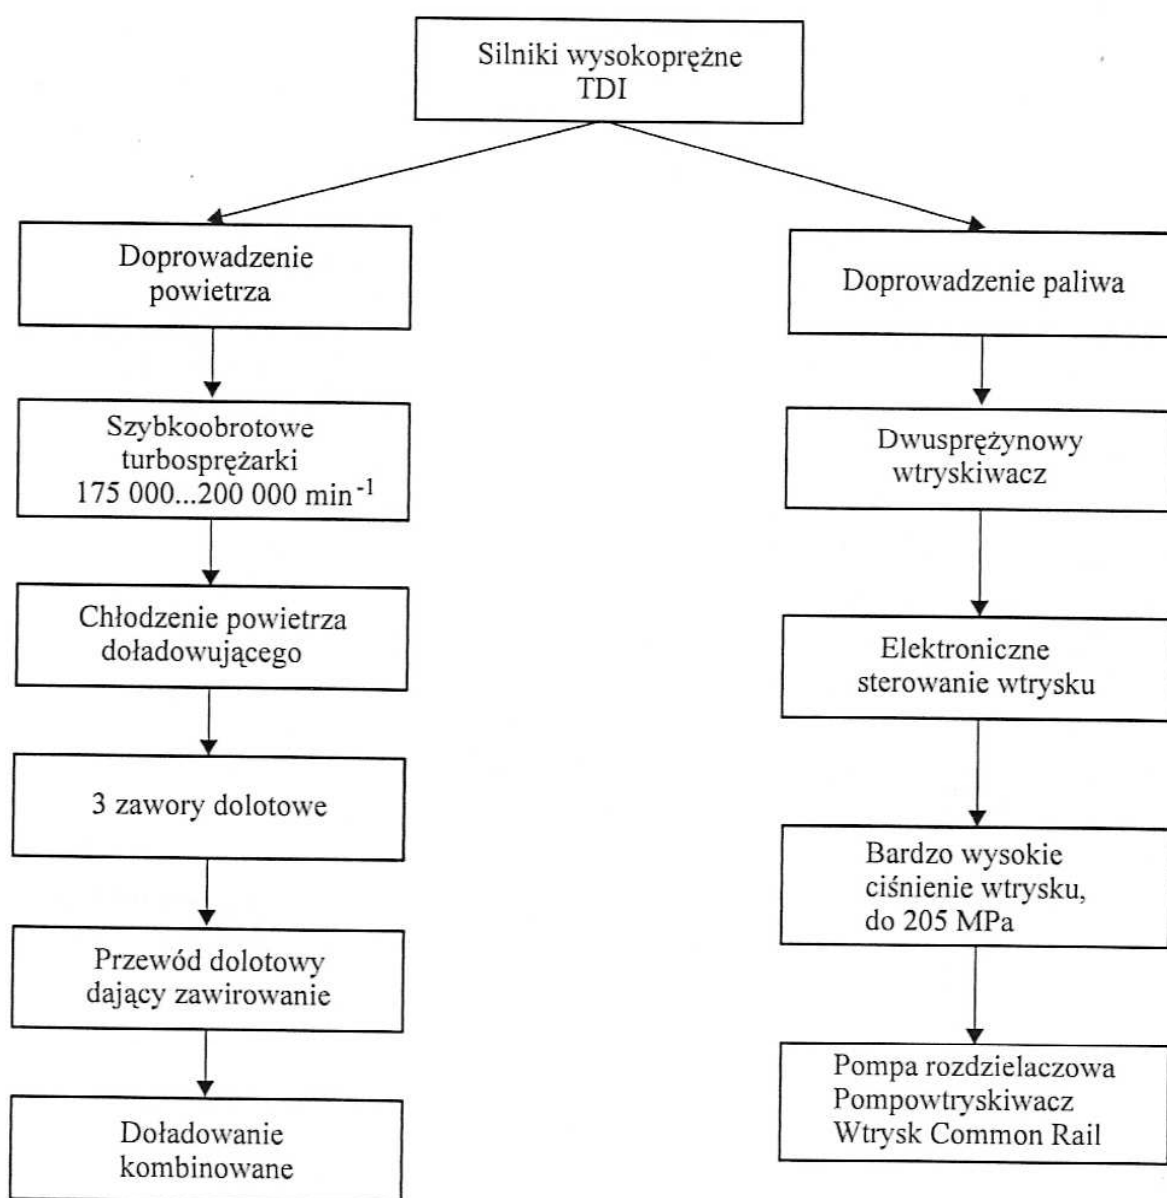 Silniki wysokoprężne
TDI
Doprowadzenie
powietrza
Szybkoobrotowe
turbosprężarki
175 000...200 000 min⁻¹
Chłodzenie powietrza
doładowującego
3 zawory dolotowe
Przewód dolotowy
dający zawirowanie
Doładowanie
kombinowane
Doprowadzenie paliwa
Dwusprężynowy
wtryskiwacz
Elektroniczne
sterowanie wtrysku
Bardzo wysokie
ciśnienie wtrysku,
do 205 MPa
Pompa rozdzielaczowa
Pompowtryskiwacz
Wtrysk Common Rail